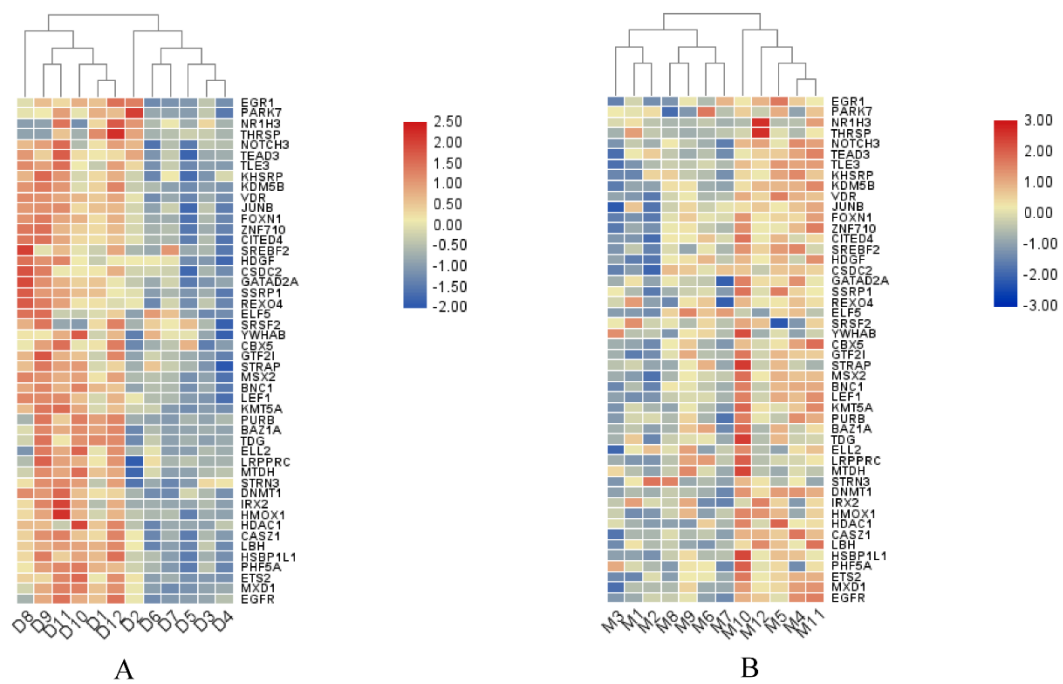 EGR1
PARK7
NR1H3
THRSP
NOTCH3
TEAD3
TLE3
KHSRP
KDM5B
VDR
JUNB
FOXN1
ZNF710
CITED4
SREBF2
HDGF
CSDC2
GATAD2A
SSRP1
REXO4
ELF5
SRSF2
YWHAB
CBX5
GTF2I
STRAP
MSX2
BNC1
LEF1
KMT5A
PURB
BAZ1A
TDG
ELL2
LRPPRC
MTDH
STRN3
DNMT1
IRX2
HMOX1
HDAC1
CASZ1
LBH
HSBP1L1
PHF5A
ETS2
MXD1
EGFR
D8 D9 D11 D10 D1 D12 D2 D6 D7 D5 D3 D4
2.50
2.00
1.50
1.00
0.50
0.00
-0.50
-1.00
-1.50
-2.00
A
EGR1
PARK7
NR1H3
THRSP
NOTCH3
TEAD3
TLE3
KHSRP
KDM5B
VDR
JUNB
FOXN1
ZNF710
CITED4
SREBF2
HDGF
CSDC2
GATAD2A
SSRP1
REXO4
ELF5
SRSF2
YWHAB
CBX5
GTF2I
STRAP
MSX2
BNC1
LEF1
KMT5A
PURB
BAZ1A
TDG
ELL2
LRPPRC
MTDH
STRN3
DNMT1
IRX2
HMOX1
HDAC1
CASZ1
LBH
HSBP1L1
PHF5A
ETS2
MXD1
EGFR
M3 M1 M2 M8 M9 M6 M7 M10 M12 M5 M4 M11
3.00
2.00
1.00
0.00
-1.00
-2.00
-3.00
B